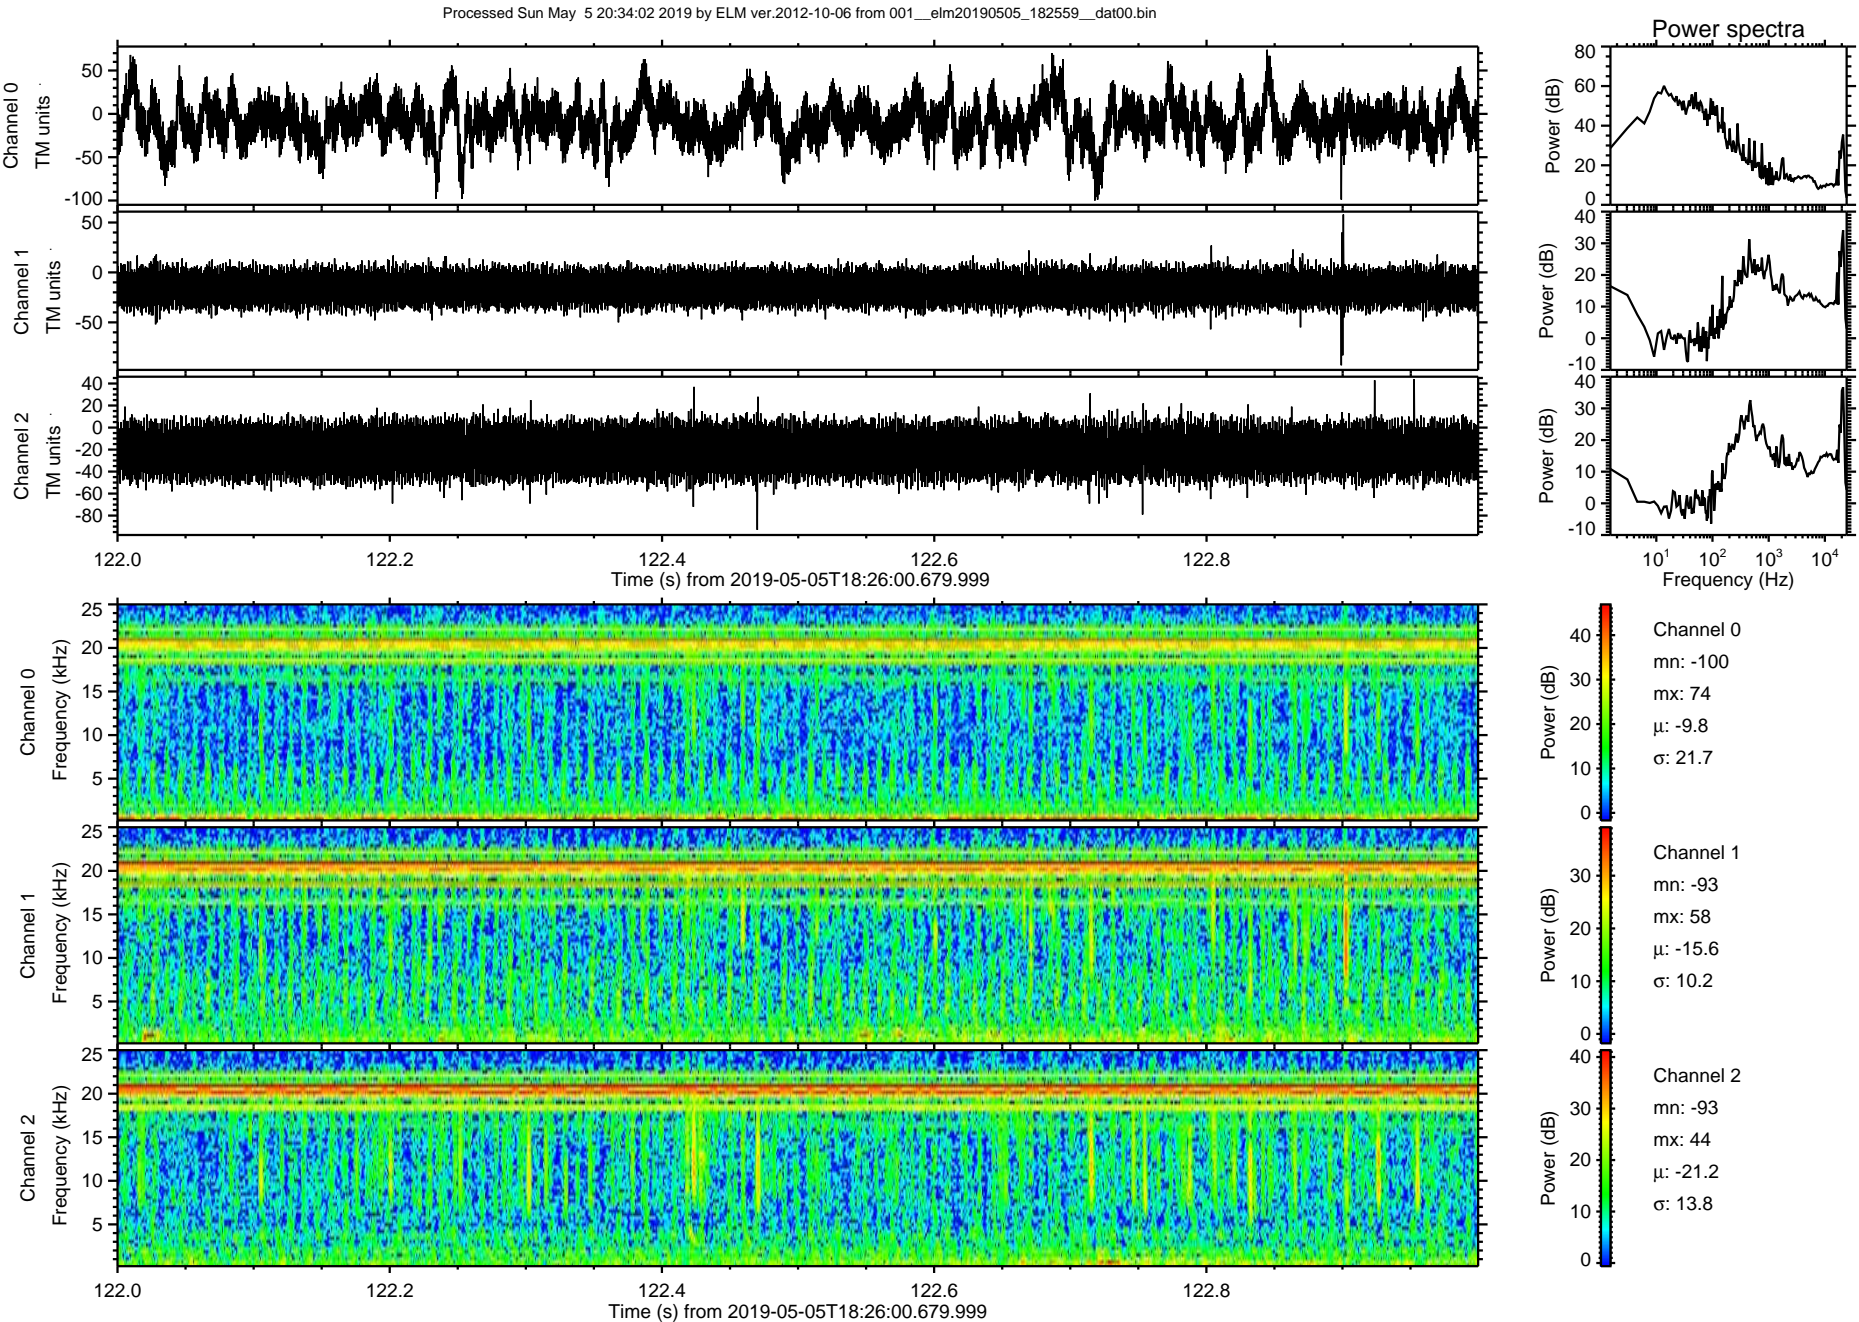 Processed Sun May  5 20:34:02 2019 by ELM ver.2012-10-06 from 001__elm20190505_182559__dat00.bin
Power spectra
Channel 0
TM units
50
0
-50
-100
Power (dB)
80
60
40
20
0
Channel 1
TM units
50
0
-50
Power (dB)
40
30
20
10
0
-10
Channel 2
TM units
40
20
0
-20
-40
-60
-80
Power (dB)
40
30
20
10
0
-10
122.0 122.2 122.4 122.6 122.8
Time (s) from 2019-05-05T18:26:00.679.999
10¹ 10² 10³ 10⁴
Frequency (Hz)
Channel 0
Frequency (kHz)
25
20
15
10
5
Power (dB)
40
30
20
10
0
Channel 0
mn: -100
mx: 74
μ: -9.8
σ: 21.7
Channel 1
Frequency (kHz)
25
20
15
10
5
Power (dB)
30
20
10
0
Channel 1
mn: -93
mx: 58
μ: -15.6
σ: 10.2
Channel 2
Frequency (kHz)
25
20
15
10
5
Power (dB)
40
30
20
10
0
Channel 2
mn: -93
mx: 44
μ: -21.2
σ: 13.8
122.0 122.2 122.4 122.6 122.8
Time (s) from 2019-05-05T18:26:00.679.999